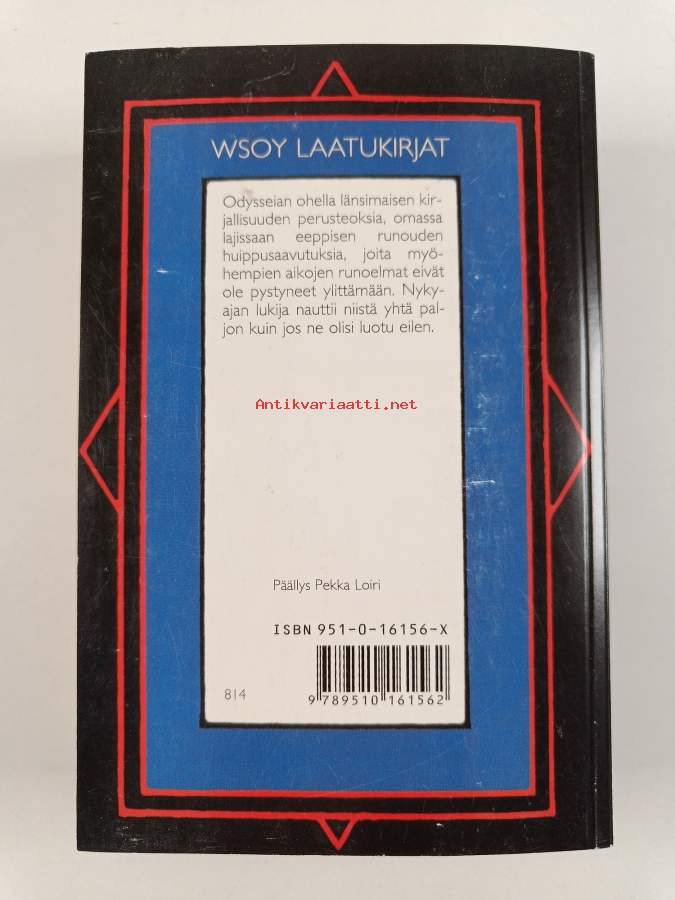 WSOY LAATUKIRJAT
Odysseian ohella länsimaisen kir-
jallisuuden perusteoksia, omassa
lajissaan eeppisen runouden
huippusaavutuksia, joita myö-
hempien aikojen runoelmat eivät
ole pystyneet ylittämään. Nyky-
ajan lukija nauttii niistä yhtä pal-
jon kuin jos ne olisi luotu eilen.
Antikvariaatti.net
Päällys Pekka Loiri
ISBN 951-0-16156-X
814
9 789510 161562